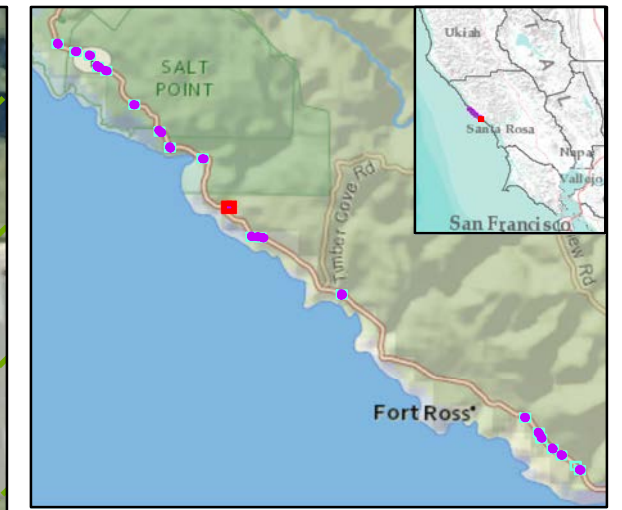 SALT
POINT
Timber Cove Rd
Fort Ross
Ukiah
Santa Rosa
Napa
Vallejo
San Francisco
ew Rd